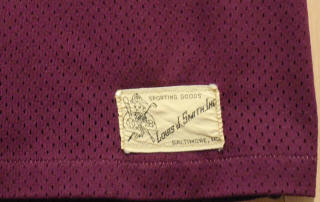 SPORTING GOODS
Louis J. Smith, Inc
BALTIMORE, MD.